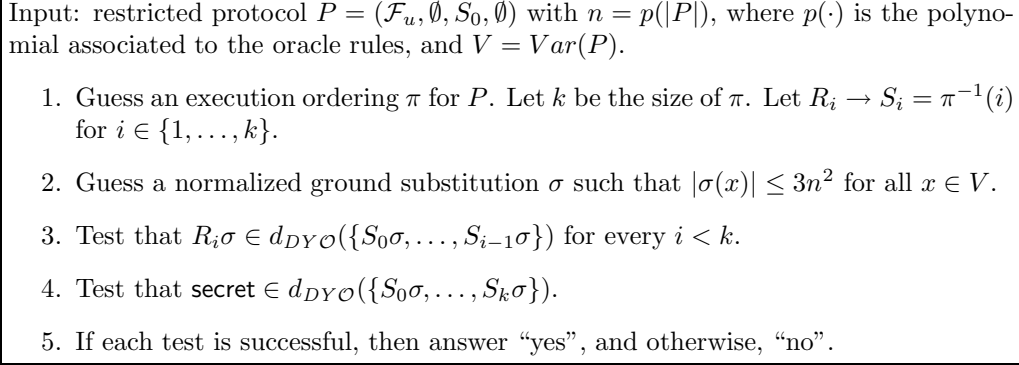 Input: restricted protocol P = (𝓕_u, ∅, S_0, ∅) with n = p(|P|), where p(·) is the polyno-
mial associated to the oracle rules, and V = Var(P).
1. Guess an execution ordering π for P. Let k be the size of π. Let R_i → S_i = π^{-1}(i)
for i ∈ {1, . . . , k}.
2. Guess a normalized ground substitution σ such that |σ(x)| ≤ 3n^2 for all x ∈ V.
3. Test that R_iσ ∈ d_{DY𝒪}({S_0σ, . . . , S_{i−1}σ}) for every i < k.
4. Test that secret ∈ d_{DY𝒪}({S_0σ, . . . , S_kσ}).
5. If each test is successful, then answer “yes”, and otherwise, “no”.